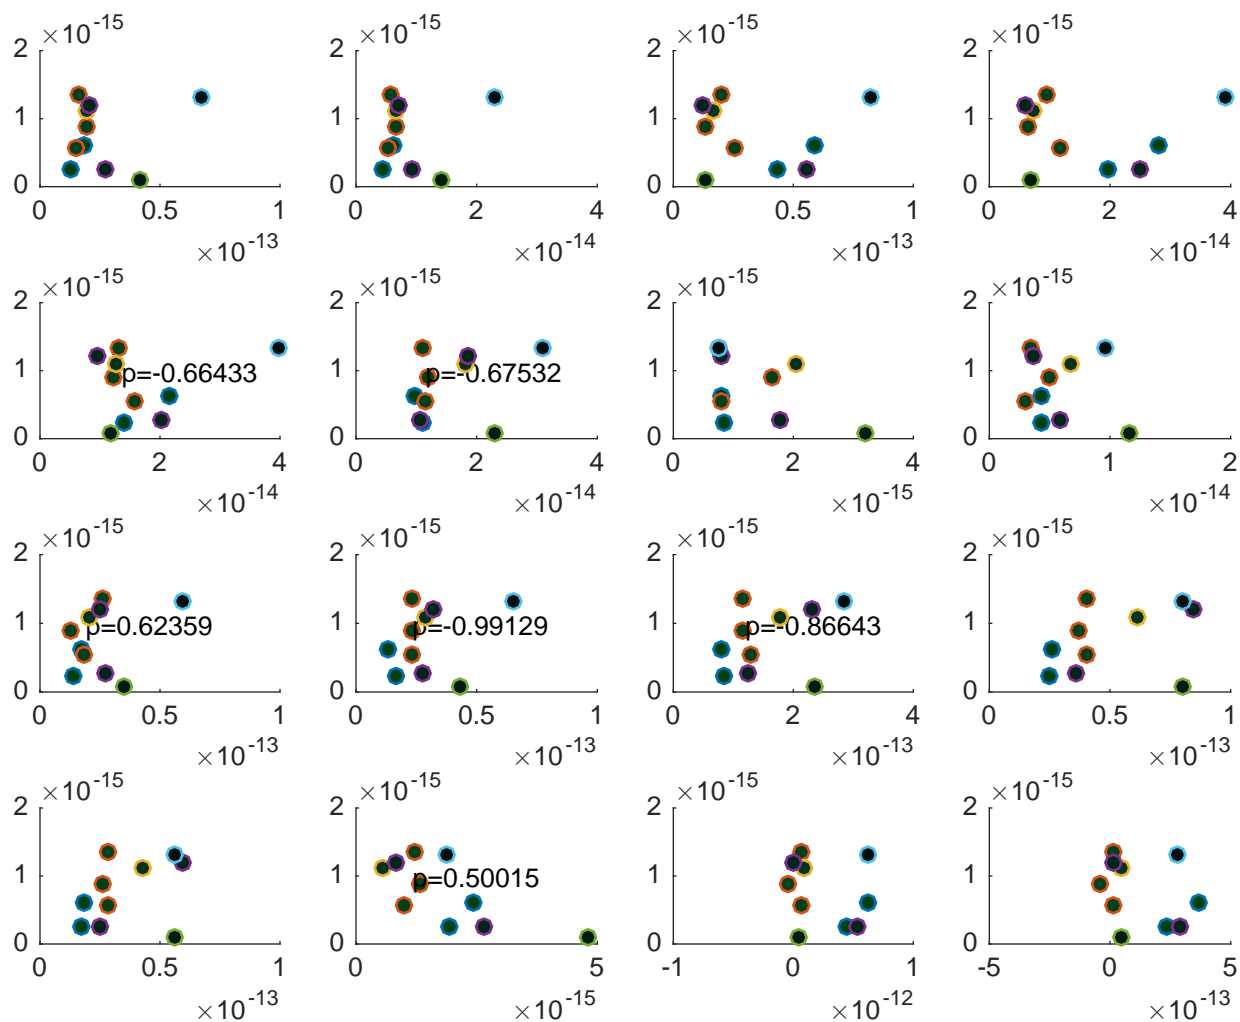 ×10-15 ×10-15 ×10-15 ×10-15
2 2 2 2
1 1 1 1
0 0 0 0
0 0.5 1 0 2 4 0 0.5 1 0 2 4
×10-13 ×10-14 ×10-13 ×10-14
×10-15 ×10-15 ×10-15 ×10-15
2 2 2 2
1 p=-0.66433 1 p=-0.67532 1 1
0 0 0 0
0 2 4 0 2 4 0 2 4 0 1 2
×10-14 ×10-14 ×10-15 ×10-14
×10-15 ×10-15 ×10-15 ×10-15
2 2 2 2
1 p=0.62359 1 p=-0.99129 1 p=-0.86643 1
0 0 0 0
0 0.5 1 0 0.5 1 0 2 4 0 0.5 1
×10-13 ×10-13 ×10-13 ×10-13
×10-15 ×10-15 ×10-15 ×10-15
2 2 2 2
1 1 p=0.50015 1 1
0 0 0 0
0 0.5 1 0 5 -1 0 1 -5 0 5
×10-13 ×10-15 ×10-12 ×10-13